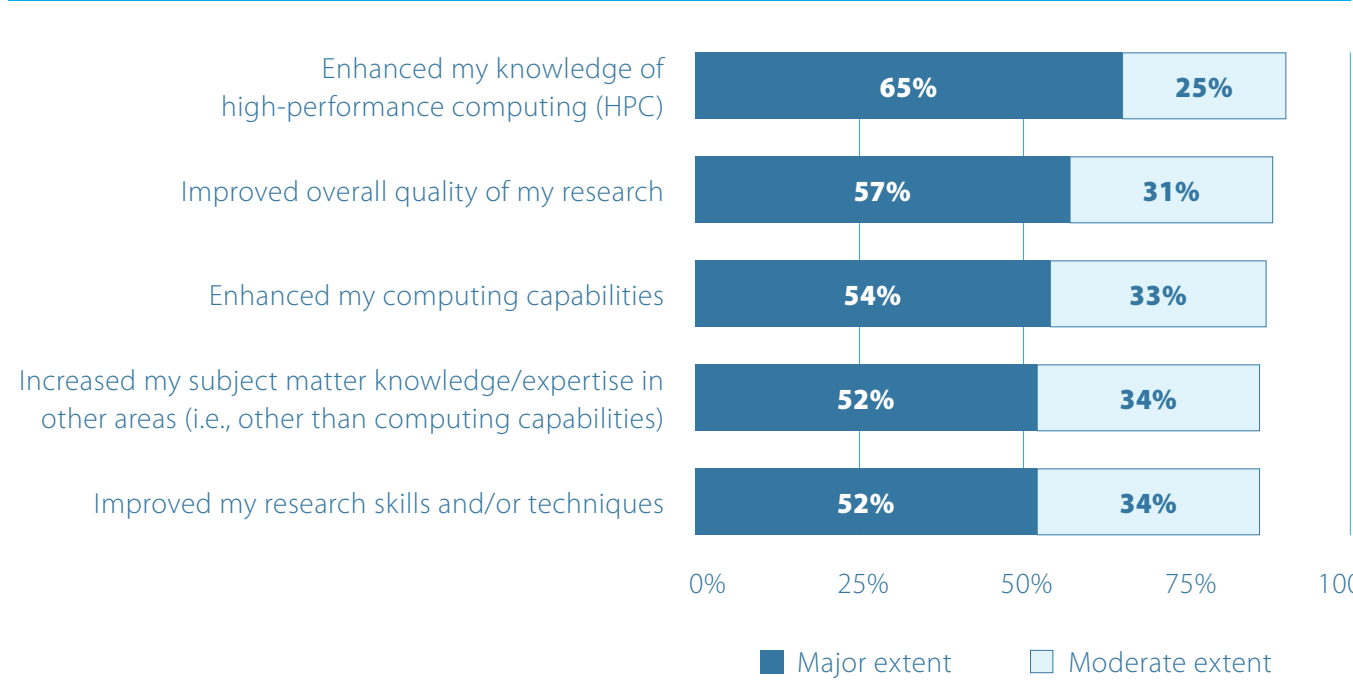 Enhanced my knowledge of
high-performance computing (HPC)
65% 25%
Improved overall quality of my research
57% 31%
Enhanced my computing capabilities
54% 33%
Increased my subject matter knowledge/expertise in
other areas (i.e., other than computing capabilities)
52% 34%
Improved my research skills and/or techniques
52% 34%
0% 25% 50% 75% 100
Major extent Moderate extent